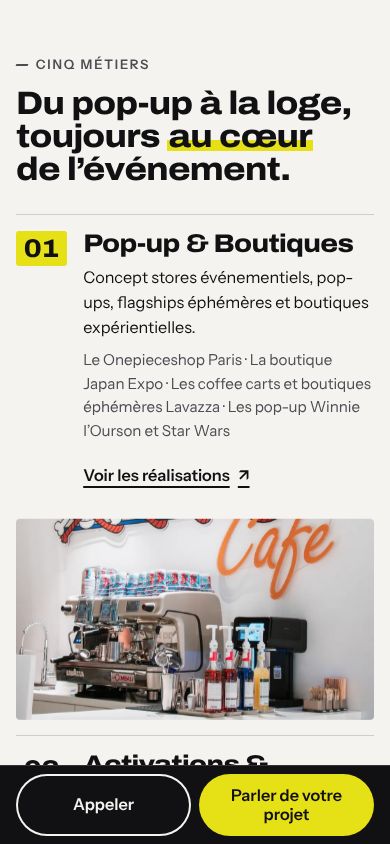 — CINQ MÉTIERS
Du pop-up à la loge,
toujours au cœur
de l’événement.
01
Pop-up & Boutiques
Concept stores événementiels, pop-
ups, flagships éphémères et boutiques
expérientielles.
Le Onepieceshop Paris · La boutique
Japan Expo · Les coffee carts et boutiques
éphémères Lavazza · Les pop-up Winnie
l’Ourson et Star Wars
Voir les réalisations ↗
Cafe
LAVAZZA
Activations &
Appeler
Parler de votre
projet